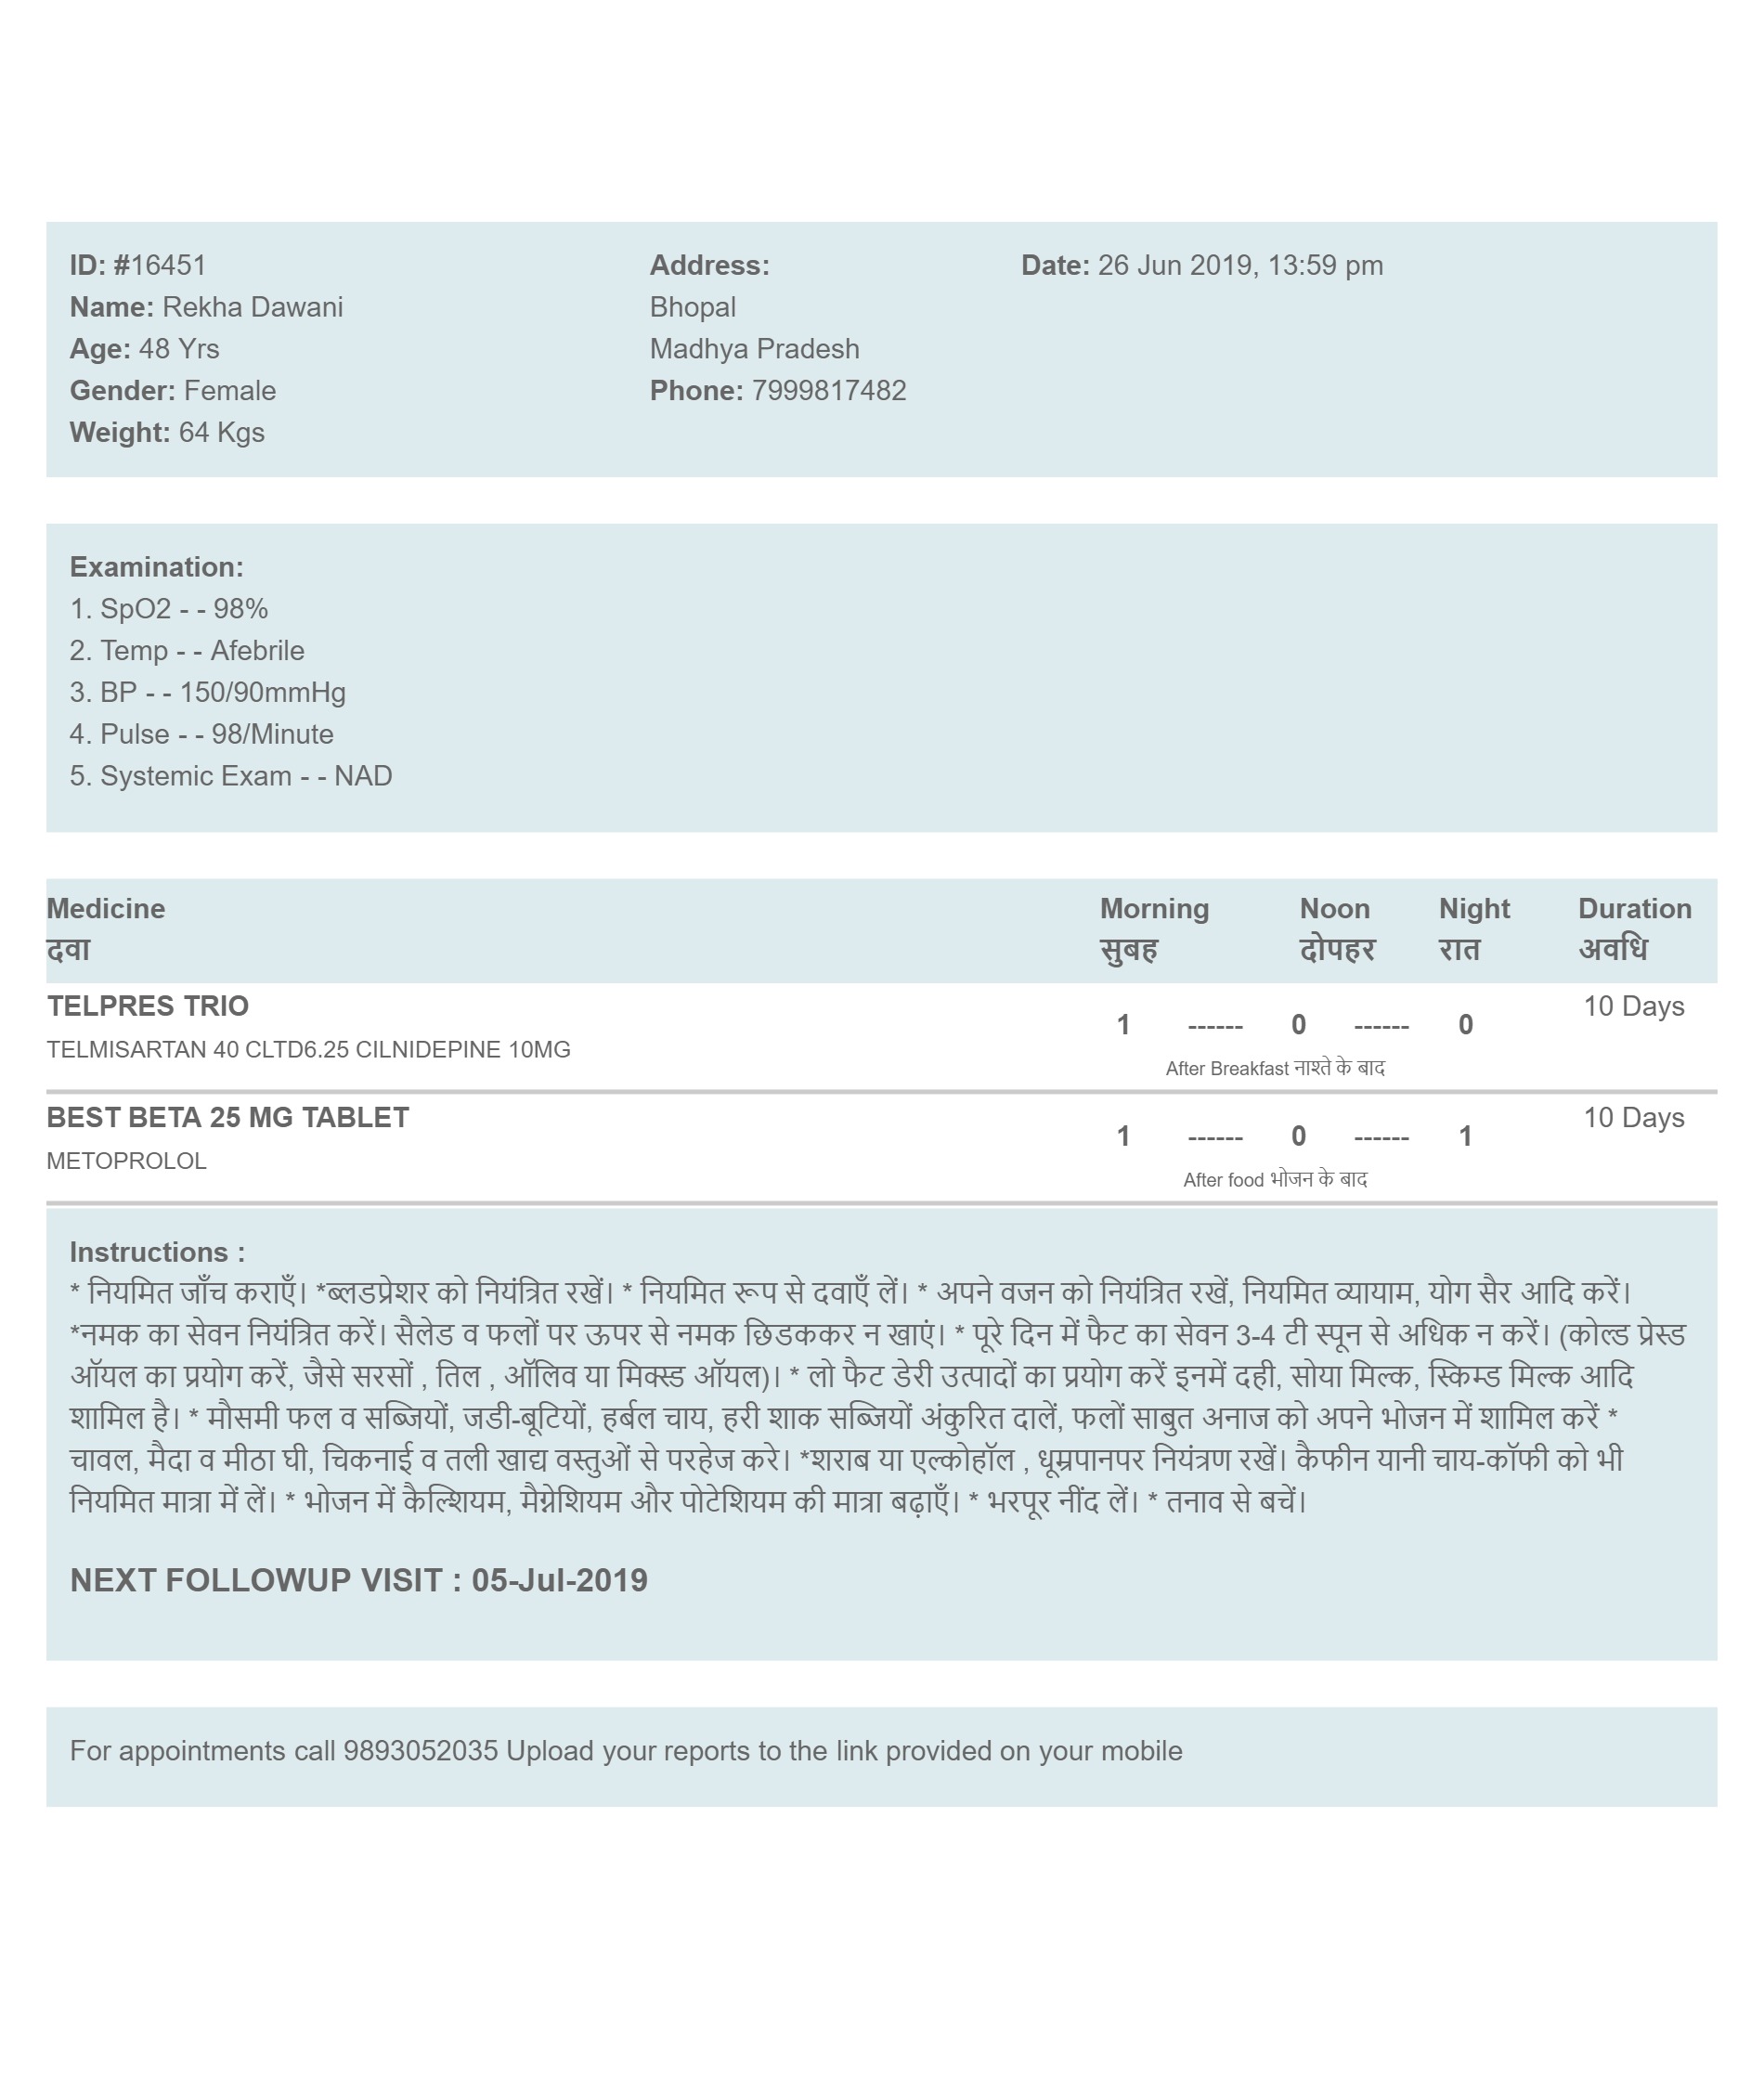 ID: #16451
Name: Rekha Dawani
Age: 48 Yrs
Gender: Female
Weight: 64 Kgs
Address:
Bhopal
Madhya Pradesh
Phone: 7999817482
Date: 26 Jun 2019, 13:59 pm
Examination:
1. SpO2 - - 98%
2. Temp - - Afebrile
3. BP - - 150/90mmHg
4. Pulse - - 98/Minute
5. Systemic Exam - - NAD
Medicine Morning Noon Night Duration
दवा सुबह दोपहर रात अवधि
TELPRES TRIO 1 ------ 0 ------ 0 10 Days
TELMISARTAN 40 CLTD6.25 CILNIDEPINE 10MG
After Breakfast नाश्ते के बाद
BEST BETA 25 MG TABLET 1 ------ 0 ------ 1 10 Days
METOPROLOL
After food भोजन के बाद
Instructions :
* नियमित जाँच कराएँ। *ब्लडप्रेशर को नियंत्रित रखें। * नियमित रूप से दवाएँ लें। * अपने वजन को नियंत्रित रखें, नियमित व्यायाम, योग सैर आदि करें।
*नमक का सेवन नियंत्रित करें। सैलेड व फलों पर ऊपर से नमक छिडककर न खाएं। * पूरे दिन में फैट का सेवन 3-4 टी स्पून से अधिक न करें। (कोल्ड प्रेस्ड
ऑयल का प्रयोग करें, जैसे सरसों , तिल , ऑलिव या मिक्स्ड ऑयल)। * लो फैट डेरी उत्पादों का प्रयोग करें इनमें दही, सोया मिल्क, स्किम्ड मिल्क आदि
शामिल है। * मौसमी फल व सब्जियों, जडी-बूटियों, हर्बल चाय, हरी शाक सब्जियों अंकुरित दालें, फलों साबुत अनाज को अपने भोजन में शामिल करें *
चावल, मैदा व मीठा घी, चिकनाई व तली खाद्य वस्तुओं से परहेज करे। *शराब या एल्कोहॉल , धूम्रपानपर नियंत्रण रखें। कैफीन यानी चाय-कॉफी को भी
नियमित मात्रा में लें। * भोजन में कैल्शियम, मैग्नेशियम और पोटेशियम की मात्रा बढ़ाएँ। * भरपूर नींद लें। * तनाव से बचें।
NEXT FOLLOWUP VISIT : 05-Jul-2019
For appointments call 9893052035 Upload your reports to the link provided on your mobile